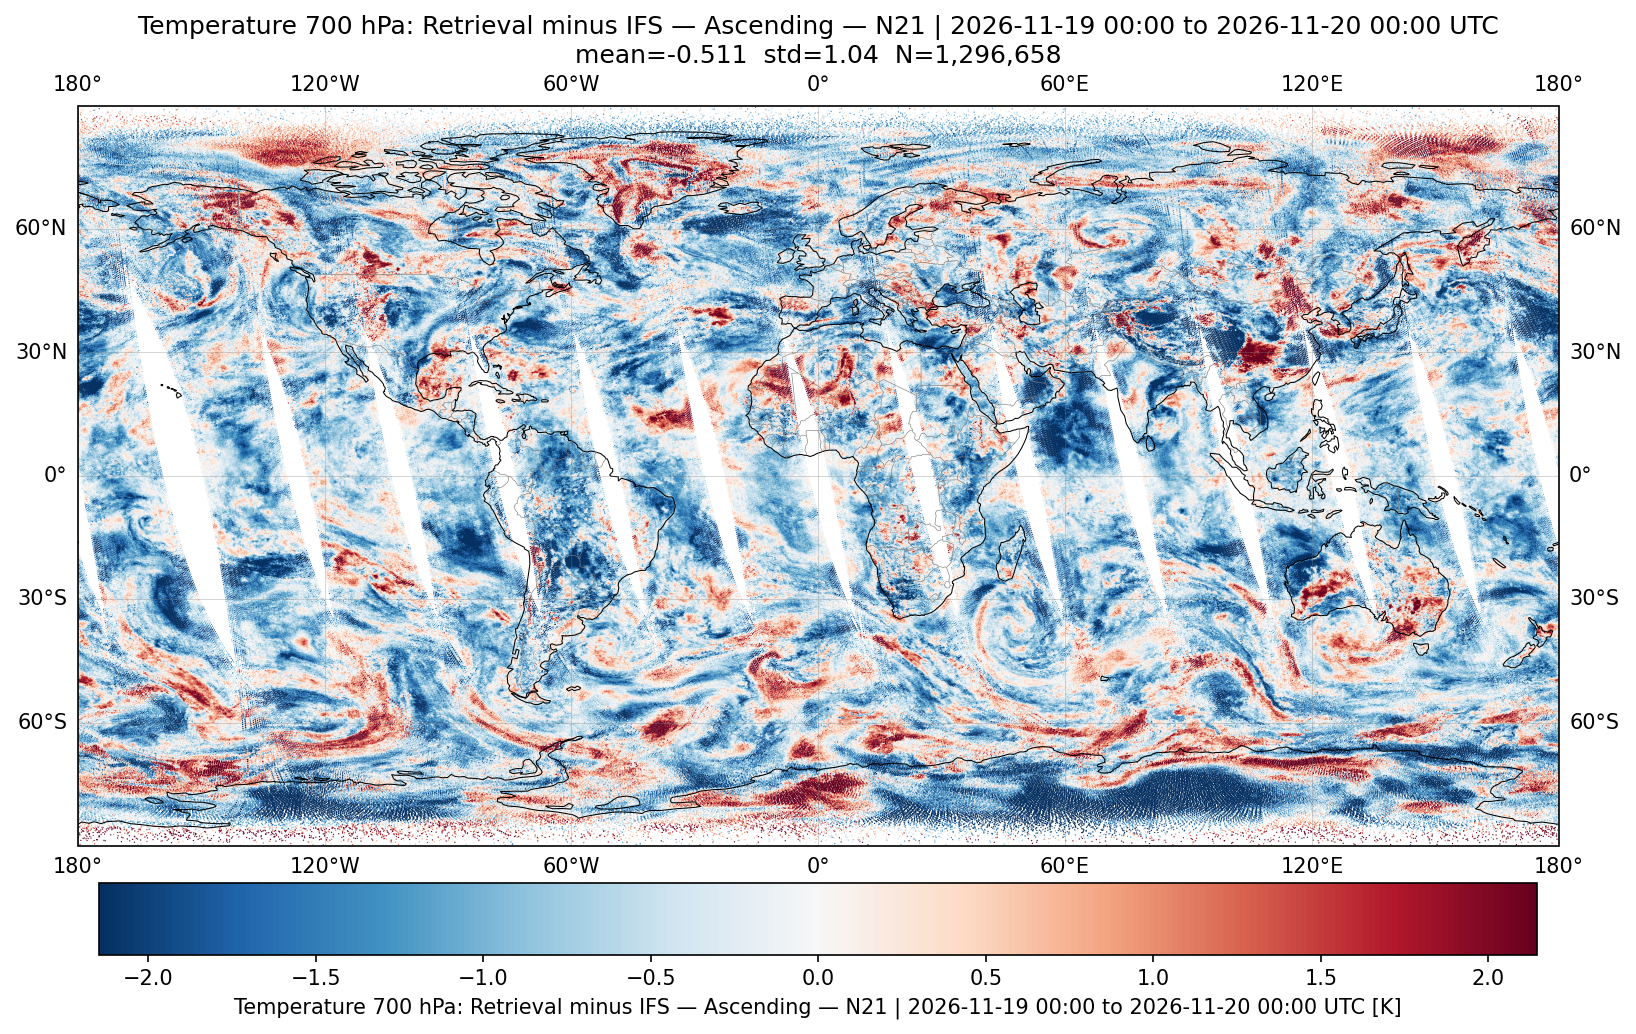 Temperature 700 hPa: Retrieval minus IFS — Ascending — N21 | 2026-11-19 00:00 to 2026-11-20 00:00 UTC
mean=-0.511  std=1.04  N=1,296,658
180° 120°W 60°W 0° 60°E 120°E 180°
60°N 60°N
30°N 30°N
0° 0°
30°S 30°S
60°S 60°S
180° 120°W 60°W 0° 60°E 120°E 180°
−2.0 −1.5 −1.0 −0.5 0.0 0.5 1.0 1.5 2.0
Temperature 700 hPa: Retrieval minus IFS — Ascending — N21 | 2026-11-19 00:00 to 2026-11-20 00:00 UTC [K]